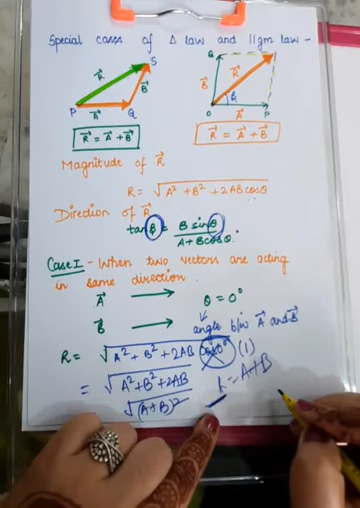 Special cases of Δ law and llgm law -
S
R⃗
B⃗
P
A⃗
Q
R⃗ = A⃗ + B⃗
Q
B⃗
R⃗
O
A⃗
P
R⃗ = A⃗ + B⃗
Magnitude of R⃗
R = √A² + B² + 2AB cosθ
Direction of R⃗
tanθ = B sinθ / A + B cosθ.
Case I - When two vectors are acting
in same direction.
A⃗ → θ = 0°
B⃗ → angle b/w A⃗ and B⃗
R = √A² + B² + 2AB cos0° (1)
= √A² + B² + 2AB R = A+B
√(A+B)²